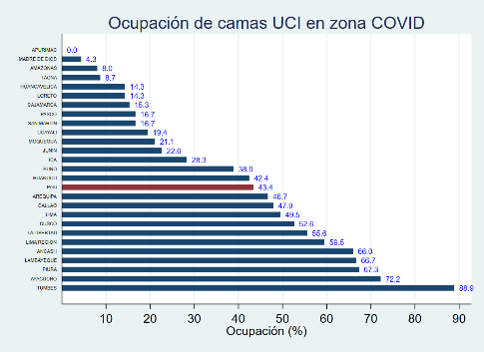 Ocupación de camas UCI en zona COVID
APURIMAC 0.0
MADRE DE DIOS 4.3
AMAZONAS 8.0
TACNA 8.7
HUANCAVELICA 14.3
LORETO 14.3
CAJAMARCA 15.3
PASCO 16.7
SAN MARTIN 16.7
UCAYALI 19.4
MOQUEGUA 21.1
JUNIN 22.6
ICA 28.3
PUNO 38.9
HUANUCO 42.4
43.4
AREQUIPA 46.7
CALLAO 47.9
LIMA 49.5
CUSCO 52.6
LA LIBERTAD 55.6
LIMA REGION 59.5
ANCASH 66.0
LAMBAYEQUE 66.7
PIURA 67.3
AYACUCHO 72.2
TUMBES 88.9
10 20 30 40 50 60 70 80 90
Ocupación (%)